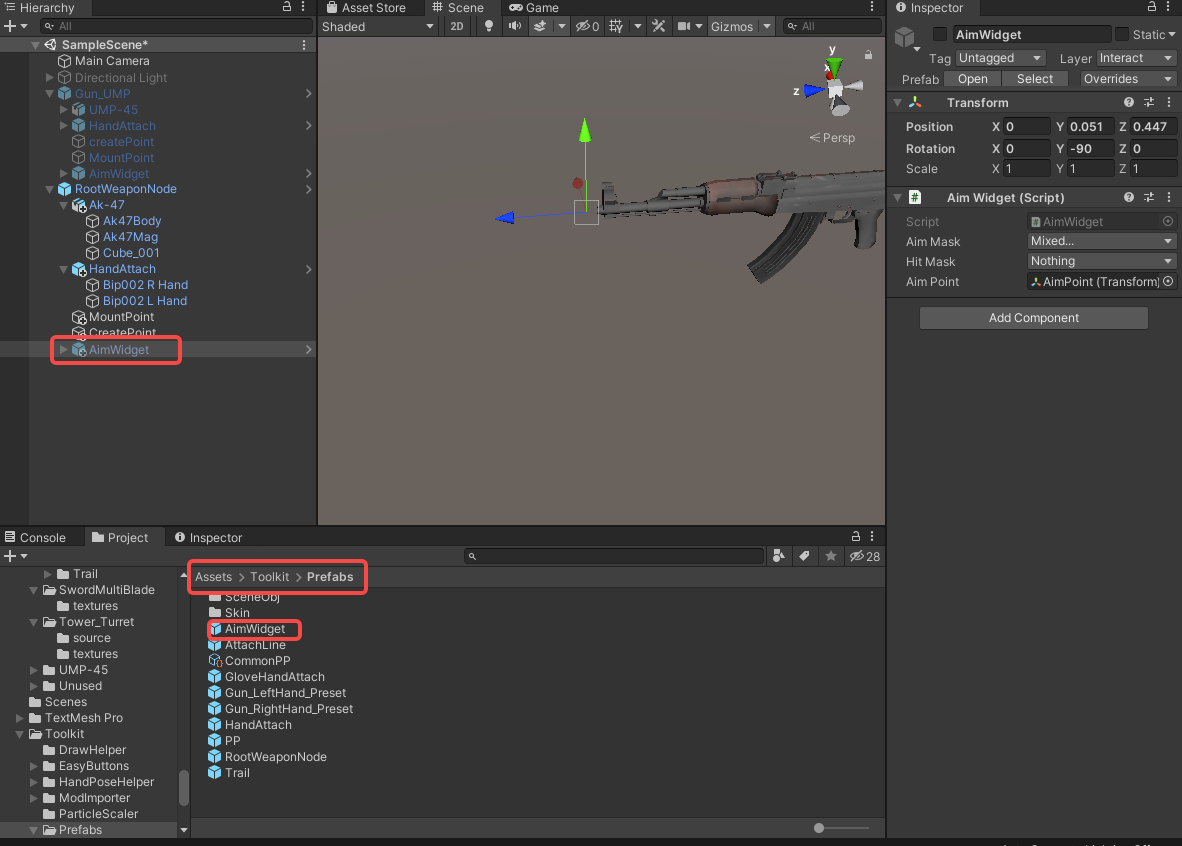 Hierarchy
All
SampleScene*
Main Camera
Directional Light
Gun_UMP
UMP-45
HandAttach
createPoint
MountPoint
AimWidget
RootWeaponNode
Ak-47
Ak47Body
Ak47Mag
Cube_001
HandAttach
Bip002 R Hand
Bip002 L Hand
MountPoint
CreatePoint
AimWidget
Asset Store
Scene
Game
Shaded
2D
0
Gizmos
All
y
x
z
Persp
Inspector
AimWidget
Static
Tag Untagged
Layer Interact
Prefab Open Select Overrides
Transform
Position X 0 Y 0.051 Z 0.447
Rotation X 0 Y -90 Z 0
Scale X 1 Y 1 Z 1
Aim Widget (Script)
Script AimWidget
Aim Mask Mixed...
Hit Mask Nothing
Aim Point AimPoint (Transform)
Add Component
Console
Project
Inspector
28
Trail
SwordMultiBlade
textures
Tower_Turret
source
textures
UMP-45
Unused
Scenes
TextMesh Pro
Toolkit
DrawHelper
EasyButtons
HandPoseHelper
ModImporter
ParticleScaler
Prefabs
Assets > Toolkit > Prefabs
SceneObj
Skin
AimWidget
AttachLine
CommonPP
GloveHandAttach
Gun_LeftHand_Preset
Gun_RightHand_Preset
HandAttach
PP
RootWeaponNode
Trail